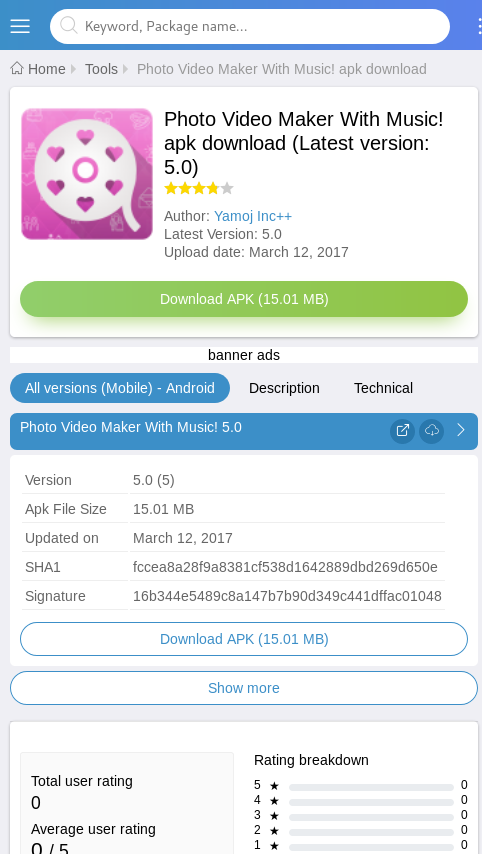 Keyword, Package name...
Home Tools Photo Video Maker With Music! apk download
Photo Video Maker With Music!
apk download (Latest version:
5.0)
Author: Yamoj Inc++
Latest Version: 5.0
Upload date: March 12, 2017
Download APK (15.01 MB)
banner ads
All versions (Mobile) - Android Description Technical
Photo Video Maker With Music! 5.0
Version 5.0 (5)
Apk File Size 15.01 MB
Updated on March 12, 2017
SHA1 fccea8a28f9a8381cf538d1642889dbd269d650e
Signature 16b344e5489c8a147b7b90d349c441dffac01048
Download APK (15.01 MB)
Show more
Total user rating
0
Average user rating
0 / 5
Rating breakdown
5 ★ 0
4 ★ 0
3 ★ 0
2 ★ 0
1 ★ 0